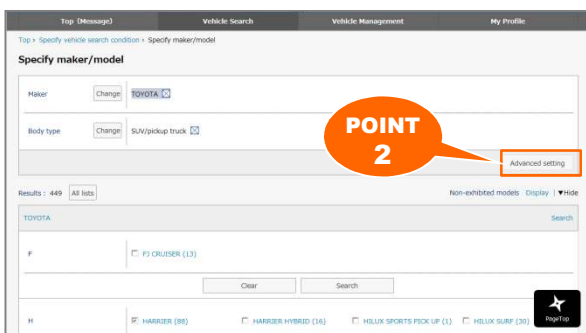 Top (Message) Vehicle Search Vehicle Management My Profile
Top › Specify vehicle search condition › Specify maker/model
Specify maker/model
Maker Change TOYOTA
Body type Change SUV/pickup truck
POINT
2
Advanced setting
Results : 449 All lists Non-exhibited models Display | ▼Hide
TOYOTA Search
F FJ CRUISER (13)
Clear Search
H HARRIER (88) HARRIER HYBRID (16) HILUX SPORTS PICK UP (1) HILUX SURF (30)
PageTop